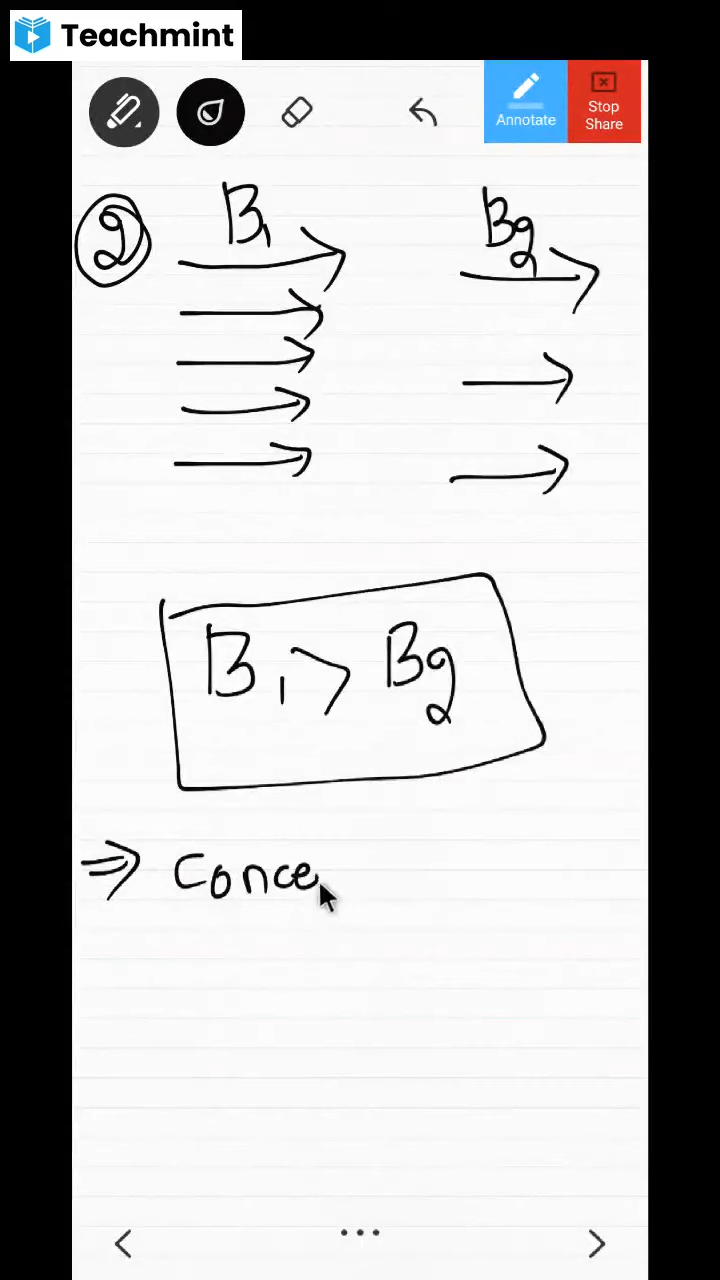 Teachmint
Annotate
Stop
Share
2
B1 B2
B1 > B2
⇒ Conce